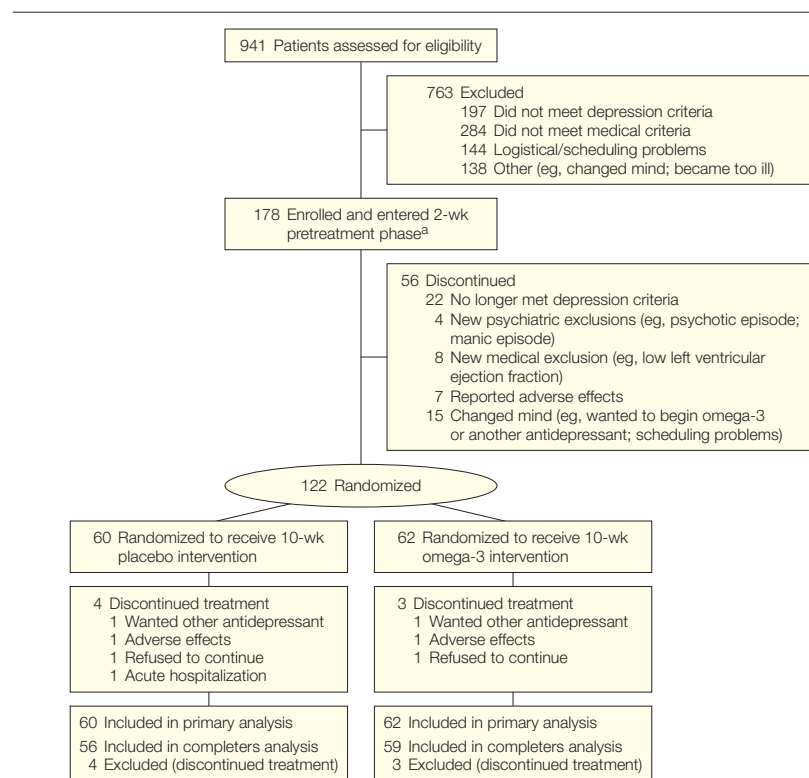 941 Patients assessed for eligibility
763 Excluded
197 Did not meet depression criteria
284 Did not meet medical criteria
144 Logistical/scheduling problems
138 Other (eg, changed mind; became too ill)
178 Enrolled and entered 2-wk
pretreatment phaseª
56 Discontinued
22 No longer met depression criteria
4 New psychiatric exclusions (eg, psychotic episode;
manic episode)
8 New medical exclusion (eg, low left ventricular
ejection fraction)
7 Reported adverse effects
15 Changed mind (eg, wanted to begin omega-3
or another antidepressant; scheduling problems)
122 Randomized
60 Randomized to receive 10-wk
placebo intervention
4 Discontinued treatment
1 Wanted other antidepressant
1 Adverse effects
1 Refused to continue
1 Acute hospitalization
60 Included in primary analysis
56 Included in completers analysis
4 Excluded (discontinued treatment)
62 Randomized to receive 10-wk
omega-3 intervention
3 Discontinued treatment
1 Wanted other antidepressant
1 Adverse effects
1 Refused to continue
62 Included in primary analysis
59 Included in completers analysis
3 Excluded (discontinued treatment)